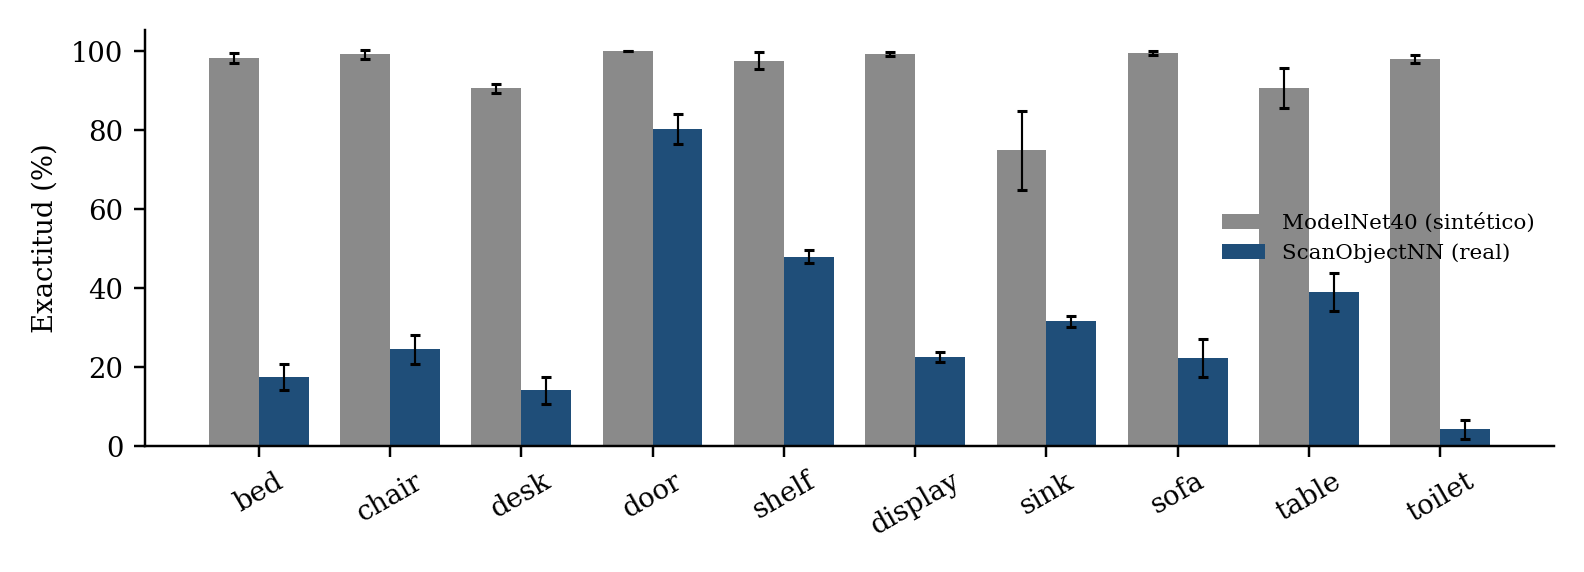 Exactitud (%)
100
80
60
40
20
0
ModelNet40 (sintético)
ScanObjectNN (real)
bed
chair
desk
door
shelf
display
sink
sofa
table
toilet